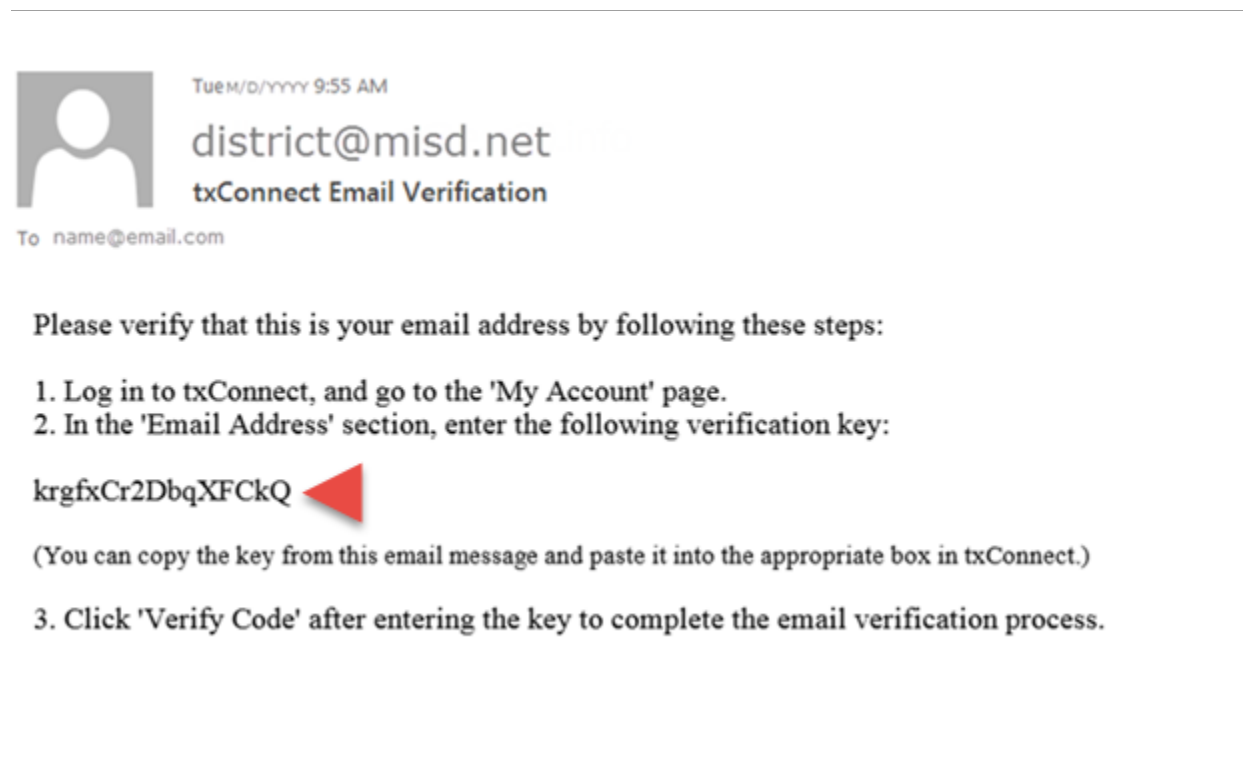 Tue M/D/YYYY 9:55 AM
district@misd.net
txConnect Email Verification
To name@email.com
Please verify that this is your email address by following these steps:
1. Log in to txConnect, and go to the 'My Account' page.
2. In the 'Email Address' section, enter the following verification key:
krgfxCr2DbqXFCkQ
(You can copy the key from this email message and paste it into the appropriate box in txConnect.)
3. Click 'Verify Code' after entering the key to complete the email verification process.